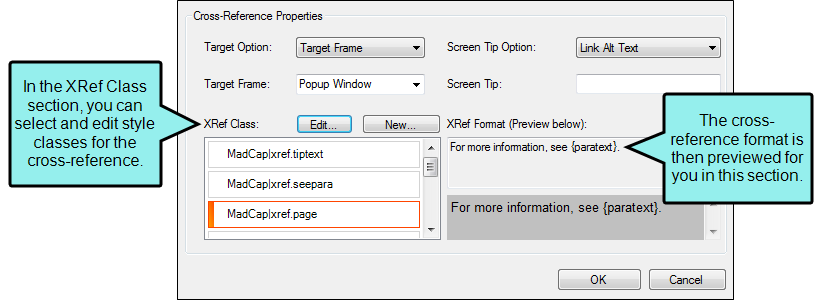 Cross-Reference Properties
Target Option:
Target Frame
Screen Tip Option:
Link Alt Text
Target Frame:
Popup Window
Screen Tip:
XRef Class:
Edit...
New...
XRef Format (Preview below):
MadCap|xref.tiptext
MadCap|xref.seepara
MadCap|xref.page
For more information, see {paratext}.
For more information, see {paratext}.
OK
Cancel
In the XRef Class
section, you can
select and edit style
classes for the
cross-reference.
The cross-
reference format is
then previewed for
you in this section.